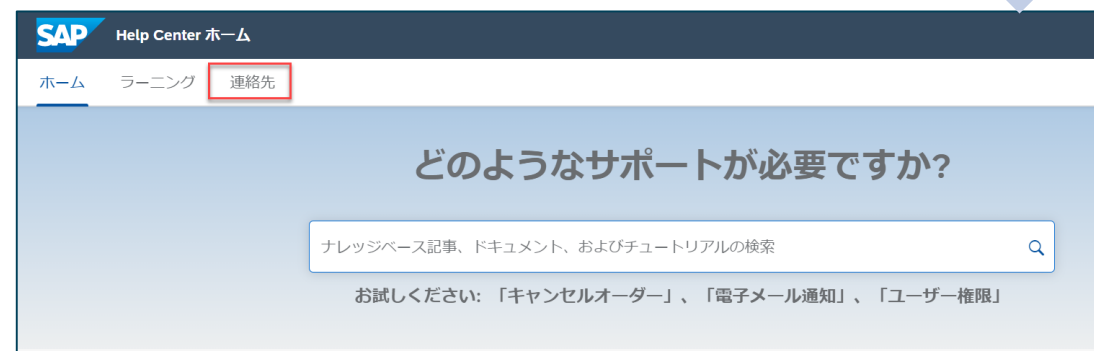 SAP Help Center ホーム
ホーム ラーニング 連絡先
どのようなサポートが必要ですか?
ナレッジベース記事、ドキュメント、およびチュートリアルの検索
お試しください: 「キャンセルオーダー」、「電子メール通知」、「ユーザー権限」